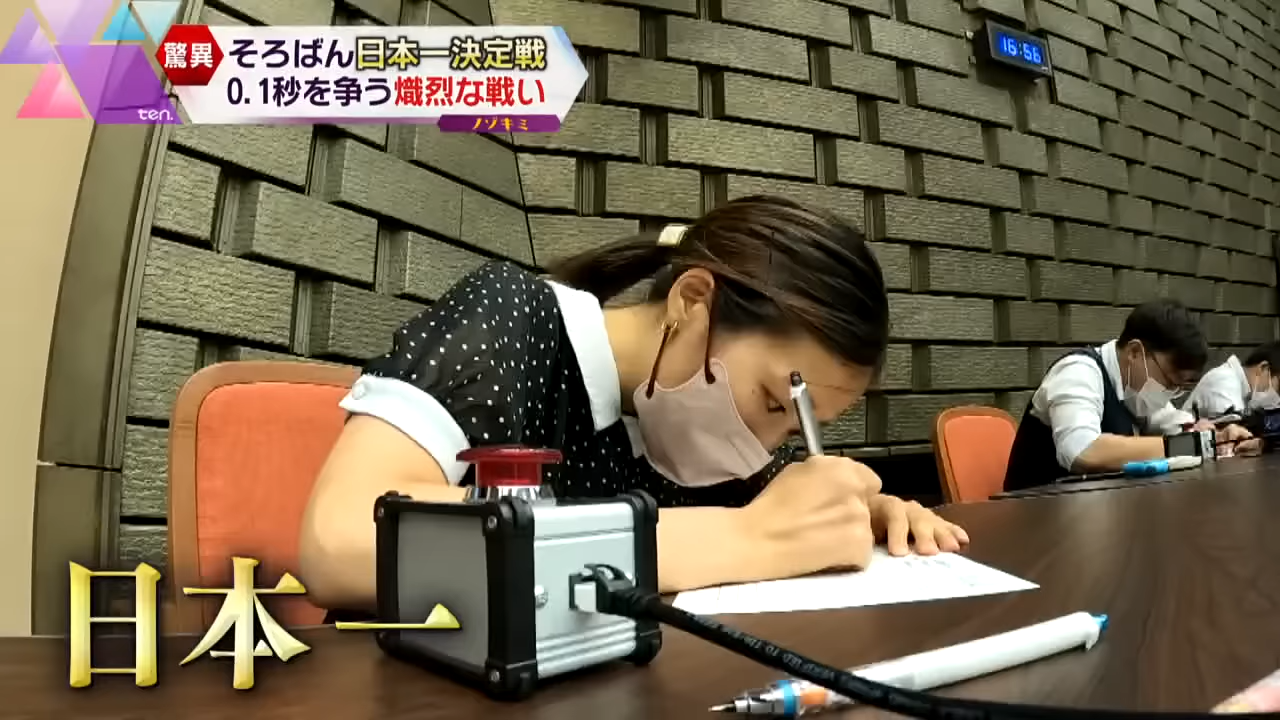 驚異
そろばん日本一決定戦
0.1秒を争う熾烈な戦い
ten.
ノゾキミ
16:56
日本一